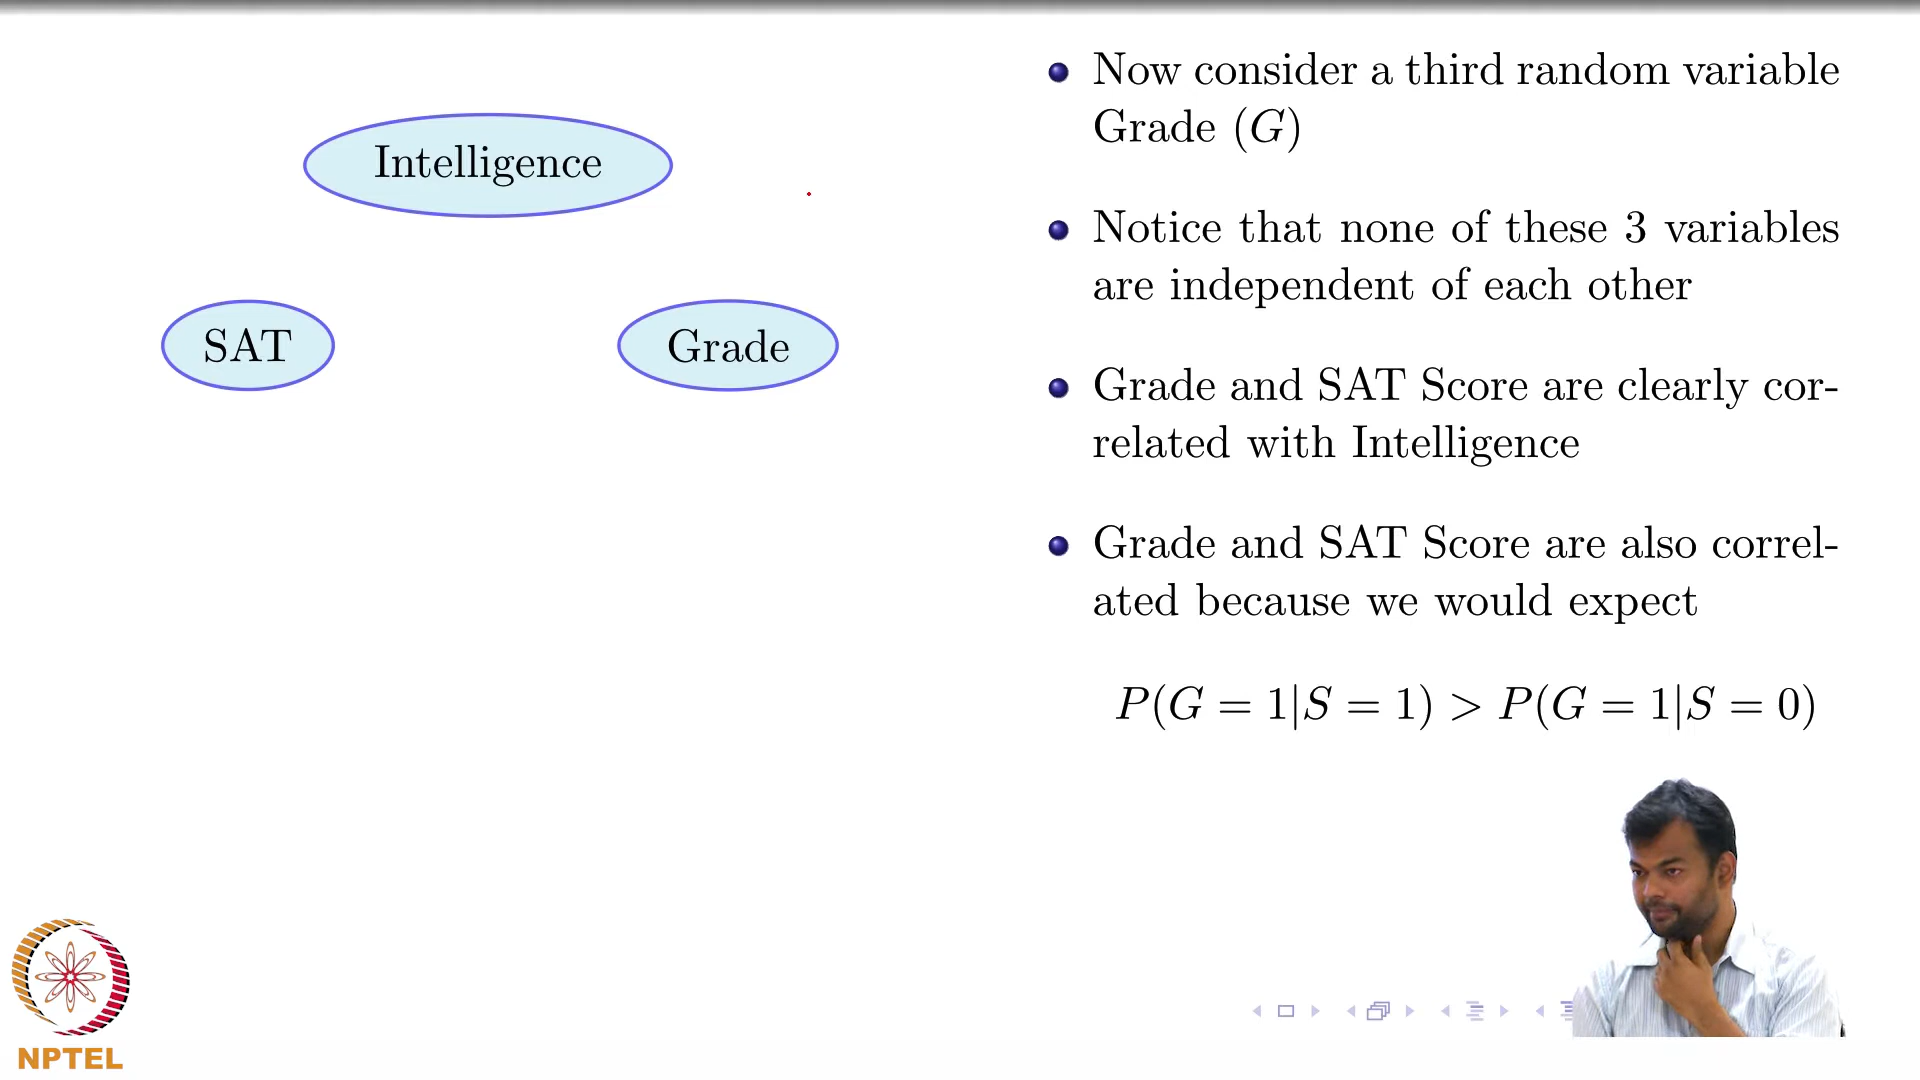 Intelligence
SAT
Grade
Now consider a third random variable
Grade (G)
Notice that none of these 3 variables
are independent of each other
Grade and SAT Score are clearly cor-
related with Intelligence
Grade and SAT Score are also correl-
ated because we would expect
P(G = 1|S = 1) > P(G = 1|S = 0)
NPTEL